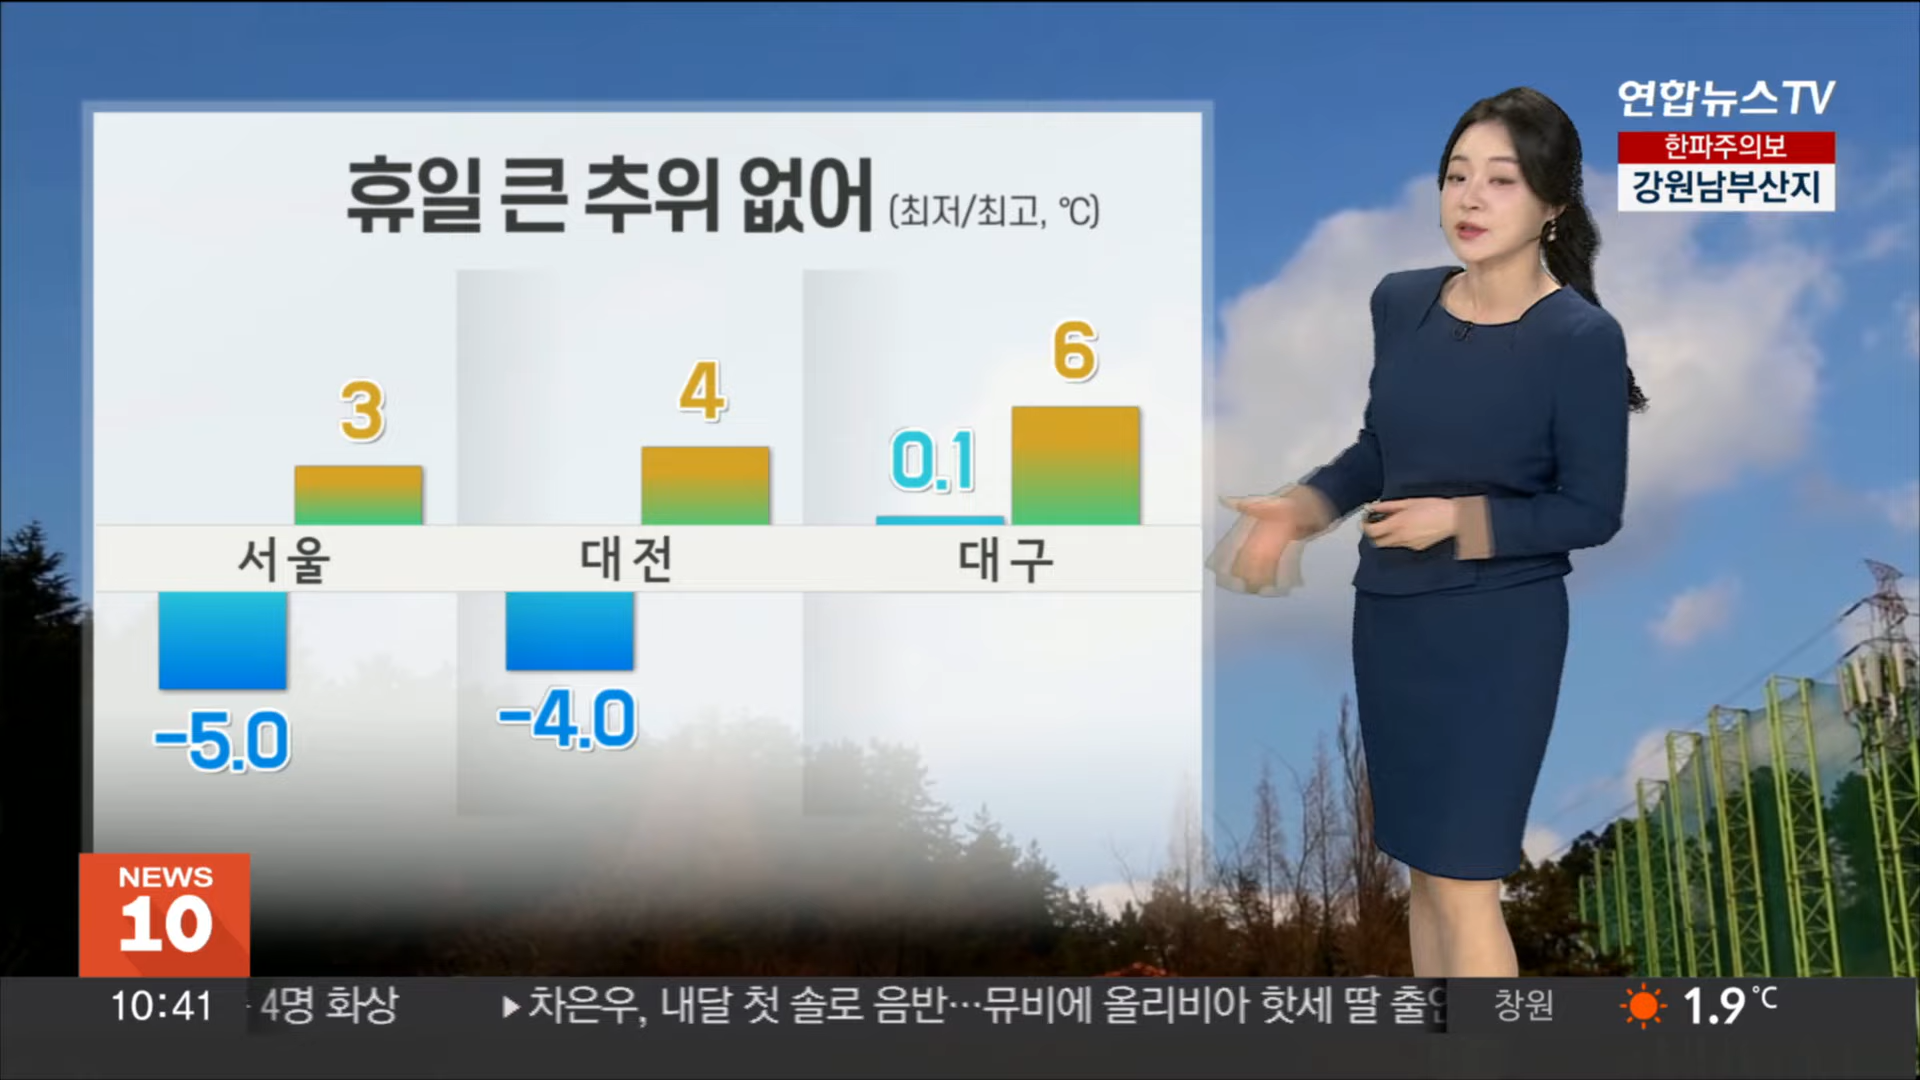 연합뉴스TV
한파주의보
강원남부산지
휴일 큰 추위 없어 (최저/최고, ℃)
3
4
0.1
6
서울
대전
대구
-5.0
-4.0
NEWS
10
10:41
4명 화상
▶차은우, 내달 첫 솔로 음반…뮤비에 올리비아 핫세 딸
창원
1.9℃